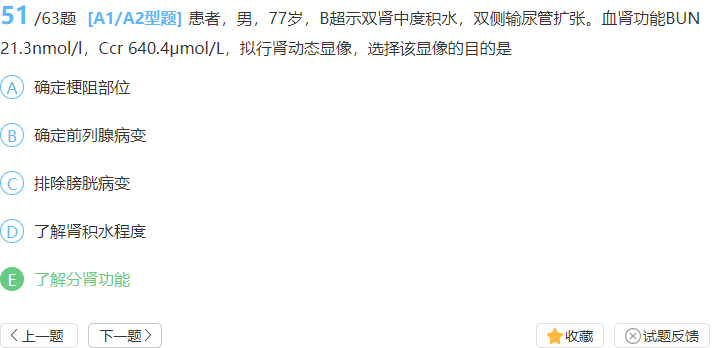 51 /63题 [A1/A2型题] 患者，男，77岁，B超示双肾中度积水，双侧输尿管扩张。血肾功能BUN
21.3nmol/l，Ccr 640.4μmol/L，拟行肾动态显像，选择该显像的目的是
A 确定梗阻部位
B 确定前列腺病变
C 排除膀胱病变
D 了解肾积水程度
E 了解分肾功能
上一题 下一题 收藏 试题反馈